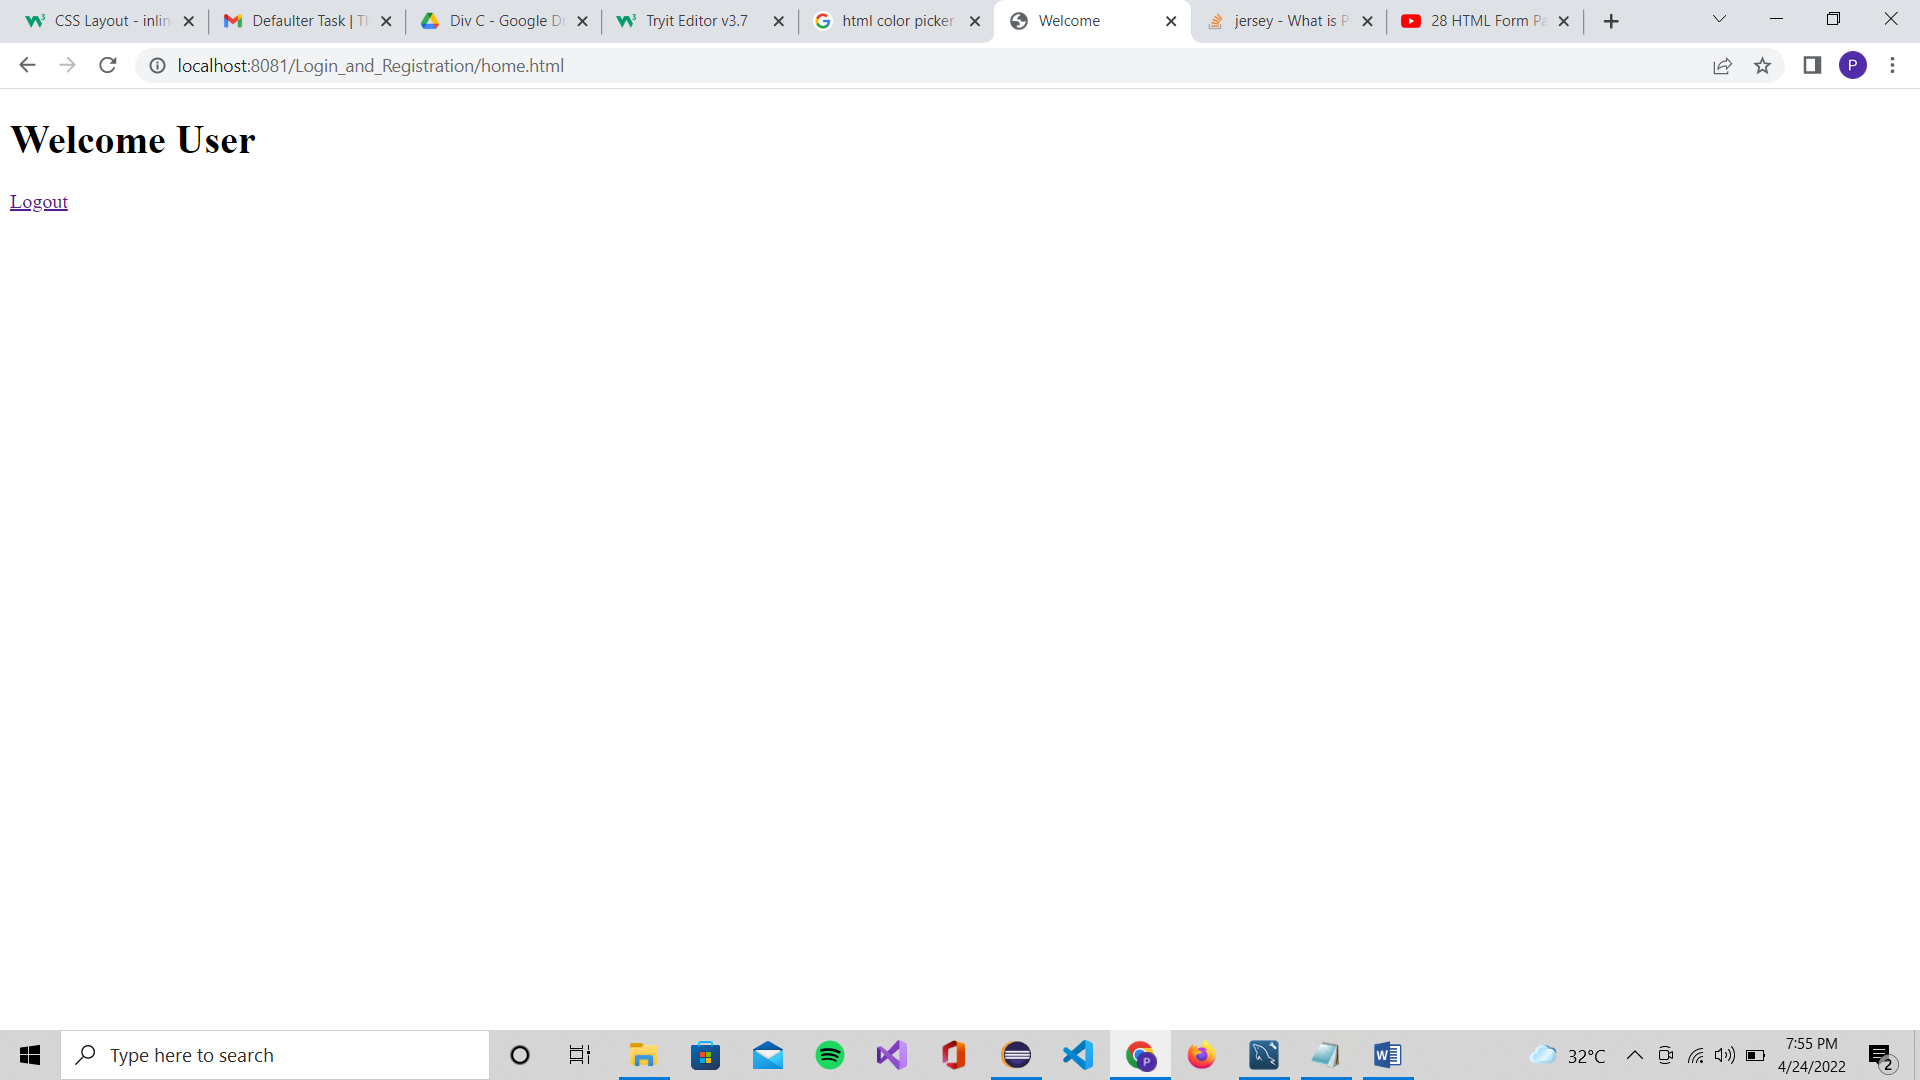 CSS Layout - inlin
Defaulter Task | Th
Div C - Google Dr
Tryit Editor v3.7
html color picker
Welcome
jersey - What is P
28 HTML Form Pa
localhost:8081/Login_and_Registration/home.html
P
Welcome User
Logout
Type here to search
P
32°C
7:55 PM
4/24/2022
2